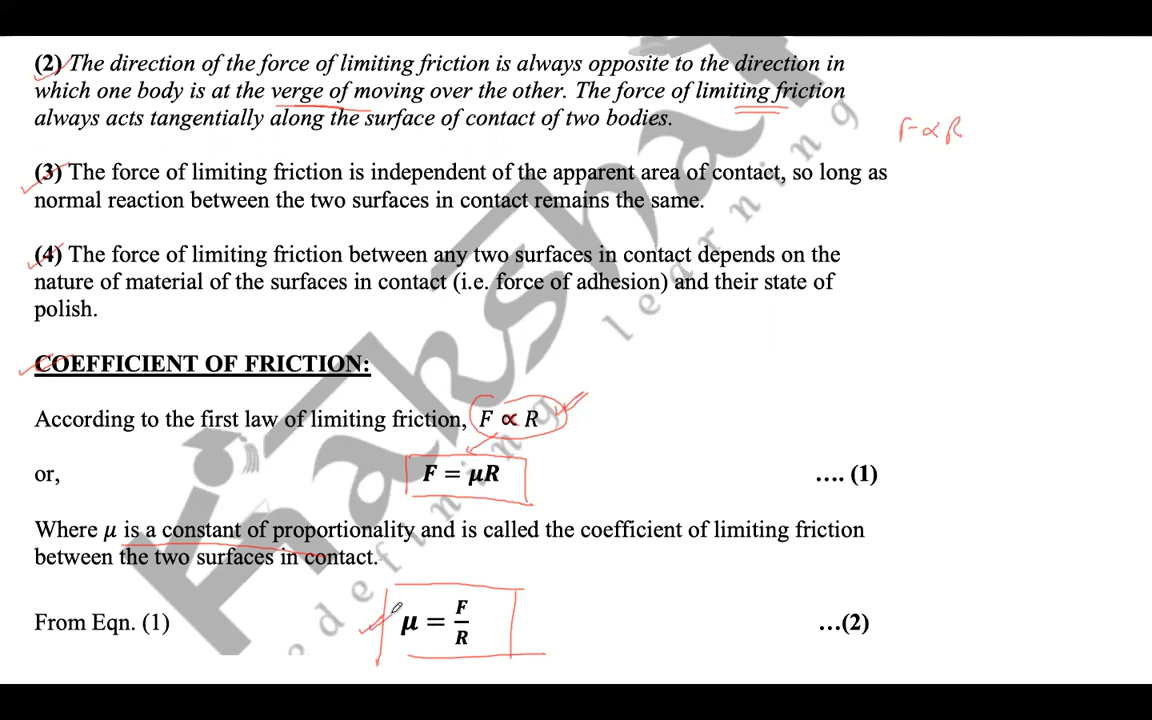 (2) The direction of the force of limiting friction is always opposite to the direction in
which one body is at the verge of moving over the other. The force of limiting friction
always acts tangentially along the surface of contact of two bodies.
F ∝ R
(3) The force of limiting friction is independent of the apparent area of contact, so long as
normal reaction between the two surfaces in contact remains the same.
(4) The force of limiting friction between any two surfaces in contact depends on the
nature of material of the surfaces in contact (i.e. force of adhesion) and their state of
polish.
COEFFICIENT OF FRICTION:
According to the first law of limiting friction, F ∝ R
or, F = μR .... (1)
Where μ is a constant of proportionality and is called the coefficient of limiting friction
between the two surfaces in contact.
From Eqn. (1) μ = F/R ...(2)